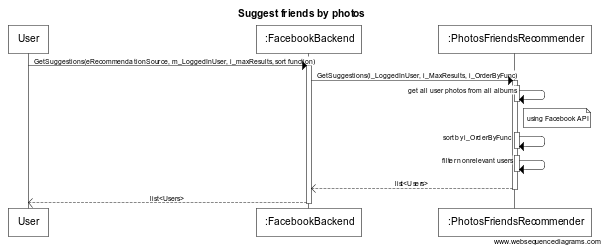 Suggest friends by photos
User
:FacebookBackend
:PhotosFriendsRecommender
GetSuggestions(eRecommendationSource, m_LoggedInUser, i_maxResults,sort function)
GetSuggestions(i_LoggedInUser, i_MaxResults, i_OrderByFunc)
get all user photos from all albums
using Facebook API
sort by i_OrderByFunc
filter nonrelevant users
list<Users>
list<Users>
User
:FacebookBackend
:PhotosFriendsRecommender
www.websequencediagrams.com